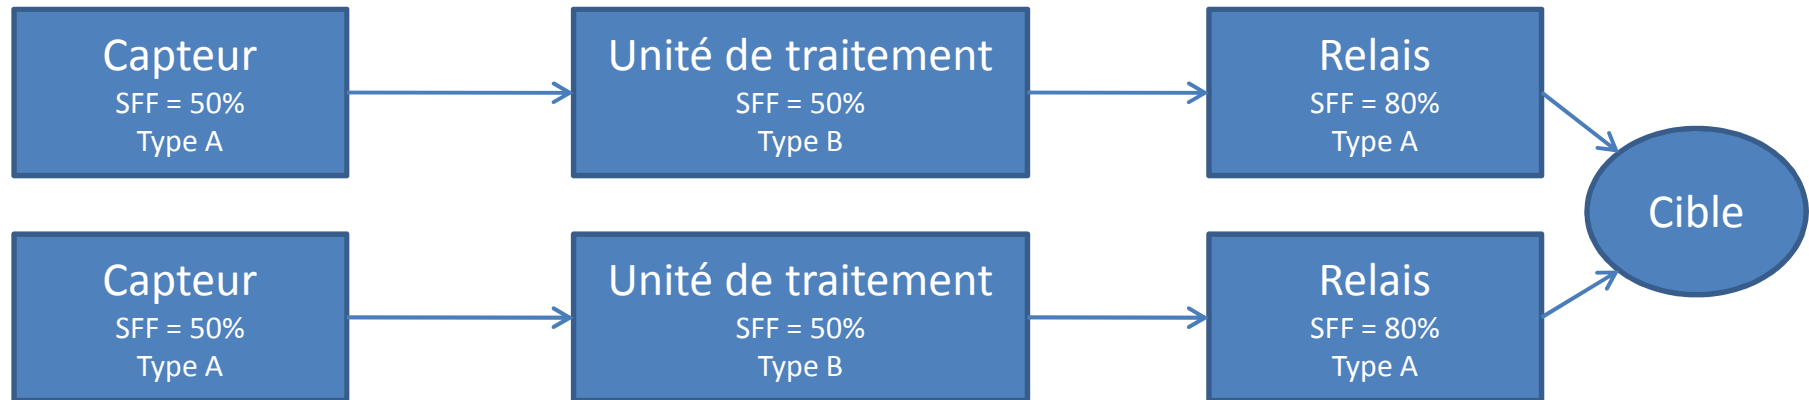 Capteur
SFF = 50%
Type A
Unité de traitement
SFF = 50%
Type B
Relais
SFF = 80%
Type A
Cible
Capteur
SFF = 50%
Type A
Unité de traitement
SFF = 50%
Type B
Relais
SFF = 80%
Type A